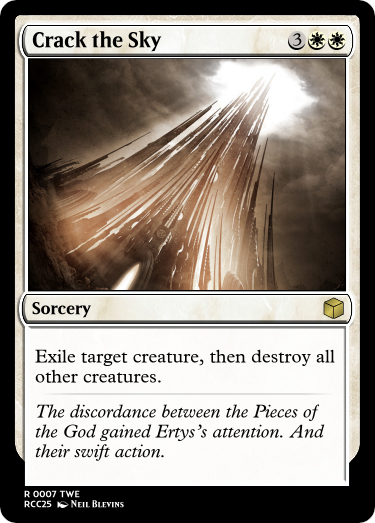 Crack the Sky 3
Sorcery
Exile target creature, then destroy all
other creatures.
The discordance between the Pieces of
the God gained Ertys's attention. And
their swift action.
R 0007 TWE
RCC25 Neil Blevins